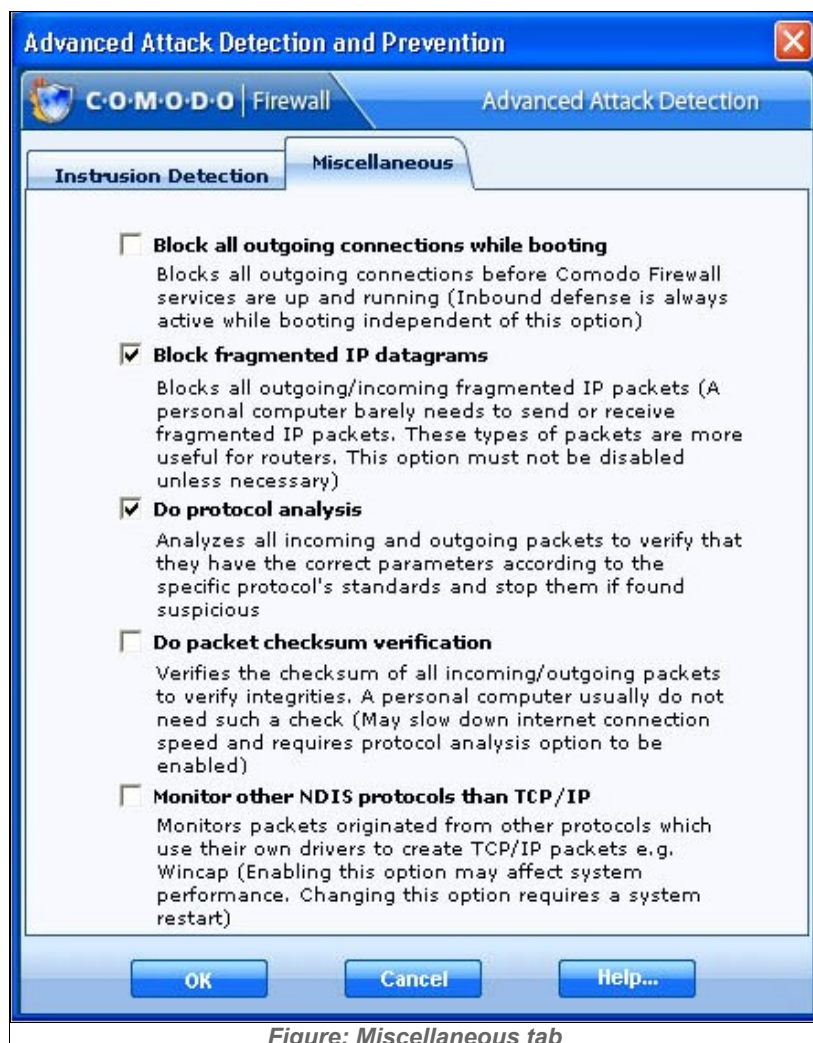 Advanced Attack Detection and Prevention
C·O·M·O·D·O | Firewall
Advanced Attack Detection
Instrusion Detection
Miscellaneous
Block all outgoing connections while booting
Blocks all outgoing connections before Comodo Firewall
services are up and running (Inbound defense is always
active while booting independent of this option)
Block fragmented IP datagrams
Blocks all outgoing/incoming fragmented IP packets (A
personal computer barely needs to send or receive
fragmented IP packets. These types of packets are more
useful for routers. This option must not be disabled
unless necessary)
Do protocol analysis
Analyzes all incoming and outgoing packets to verify that
they have the correct parameters according to the
specific protocol's standards and stop them if found
suspicious
Do packet checksum verification
Verifies the checksum of all incoming/outgoing packets
to verify integrities. A personal computer usually do not
need such a check (May slow down internet connection
speed and requires protocol analysis option to be
enabled)
Monitor other NDIS protocols than TCP/IP
Monitors packets originated from other protocols which
use their own drivers to create TCP/IP packets e.g.
Wincap (Enabling this option may affect system
performance. Changing this option requires a system
restart)
OK
Cancel
Help...
Figure: Miscellaneous tab